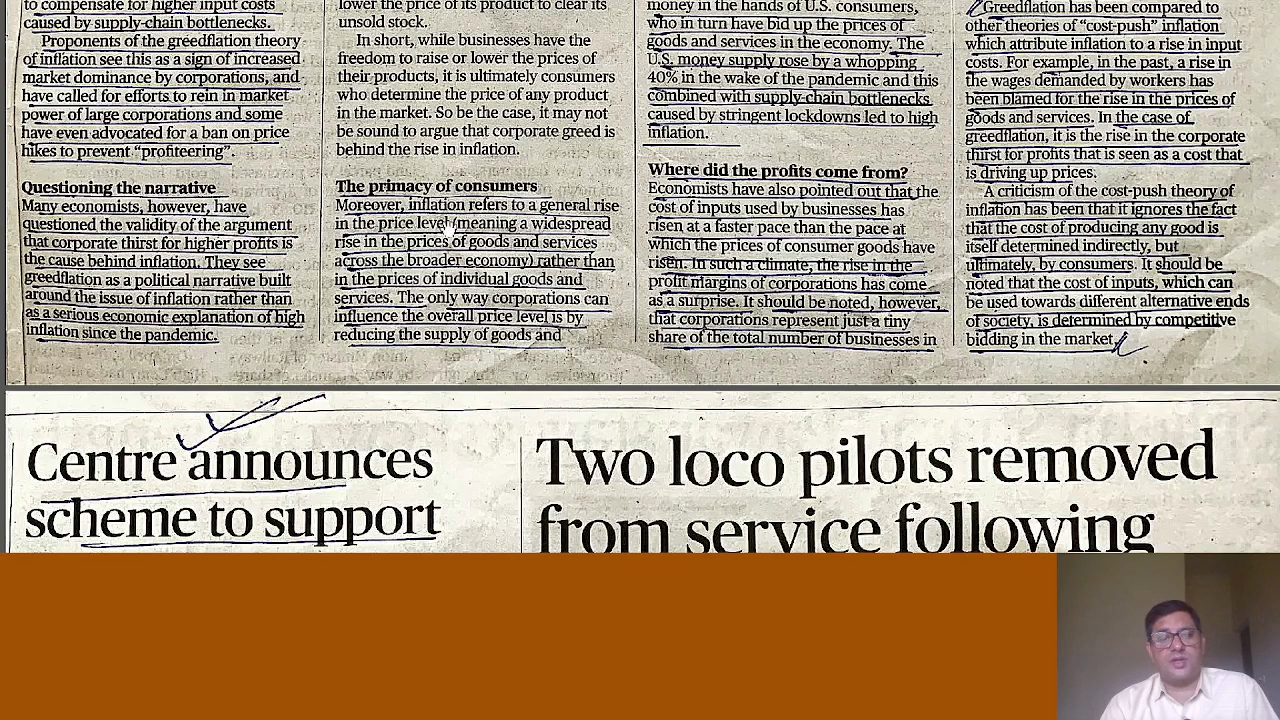 to compensate for higher input costs
caused by supply-chain bottlenecks.
Proponents of the greedflation theory
of inflation see this as a sign of increased
market dominance by corporations, and
have called for efforts to rein in market
power of large corporations and some
have even advocated for a ban on price
hikes to prevent “profiteering”.
Questioning the narrative
Many economists, however, have
questioned the validity of the argument
that corporate thirst for higher profits is
the cause behind inflation. They see
greedflation as a political narrative built
around the issue of inflation rather than
as a serious economic explanation of high
inflation since the pandemic.
lower the price of its product to clear its
unsold stock.
In short, while businesses have the
freedom to raise or lower the prices of
their products, it is ultimately consumers
who determine the price of any product
in the market. So be the case, it may not
be sound to argue that corporate greed is
behind the rise in inflation.
The primacy of consumers
Moreover, inflation refers to a general rise
in the price level (meaning a widespread
rise in the prices of goods and services
across the broader economy) rather than
in the prices of individual goods and
services. The only way corporations can
influence the overall price level is by
reducing the supply of goods and
money in the hands of U.S. consumers,
who in turn have bid up the prices of
goods and services in the economy. The
U.S. money supply rose by a whopping
40% in the wake of the pandemic and this
combined with supply-chain bottlenecks
caused by stringent lockdowns led to high
inflation.
Where did the profits come from?
Economists have also pointed out that the
cost of inputs used by businesses has
risen at a faster pace than the pace at
which the prices of consumer goods have
risen. In such a climate, the rise in the
profit margins of corporations has come
as a surprise. It should be noted, however,
that corporations represent just a tiny
share of the total number of businesses in
Greedflation has been compared to
other theories of “cost-push” inflation
which attribute inflation to a rise in input
costs. For example, in the past, a rise in
the wages demanded by workers has
been blamed for the rise in the prices of
goods and services. In the case of
greedflation, it is the rise in the corporate
thirst for profits that is seen as a cost that
is driving up prices.
A criticism of the cost-push theory of
inflation has been that it ignores the fact
that the cost of producing any good is
itself determined indirectly, but
ultimately, by consumers. It should be
noted that the cost of inputs, which can
be used towards different alternative ends
of society, is determined by competitive
bidding in the market.
Centre announces
scheme to support
Two loco pilots removed
from service following